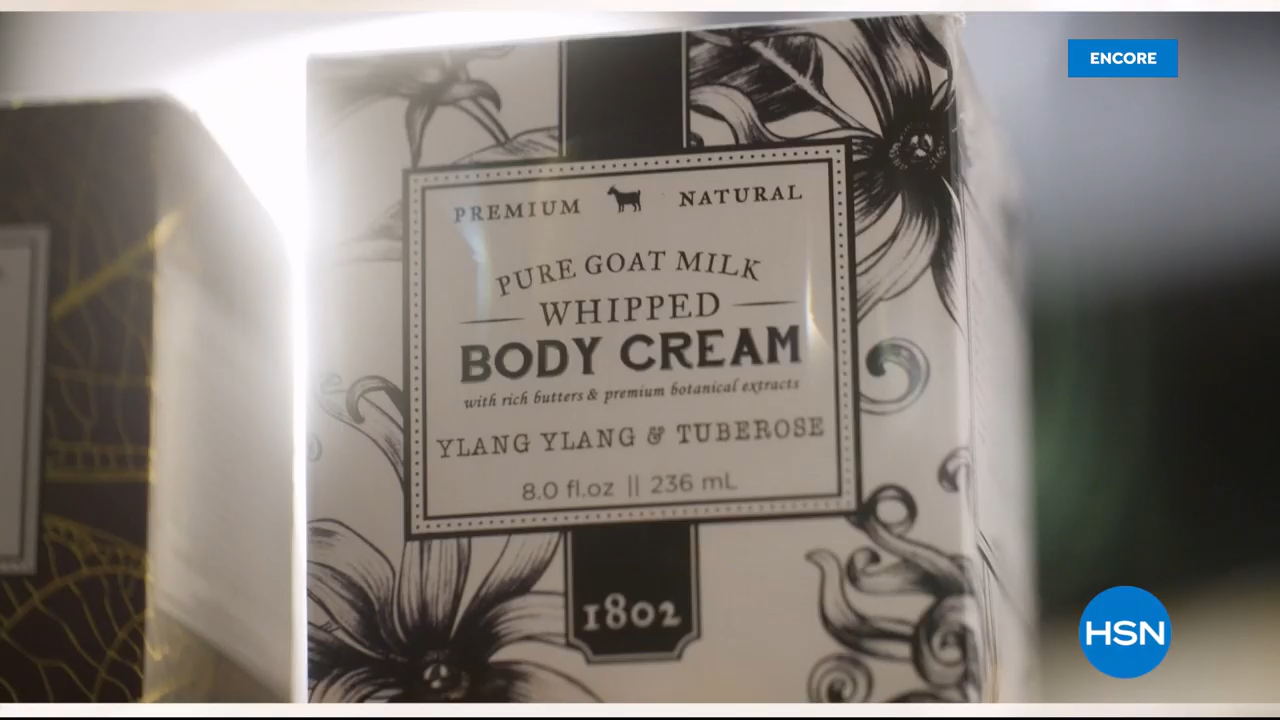 ENCORE
PREMIUM NATURAL
PURE GOAT MILK
WHIPPED
BODY CREAM
with rich butters & premium botanical extracts
YLANG YLANG & TUBEROSE
8.0 fl.oz || 236 mL
1802
HSN